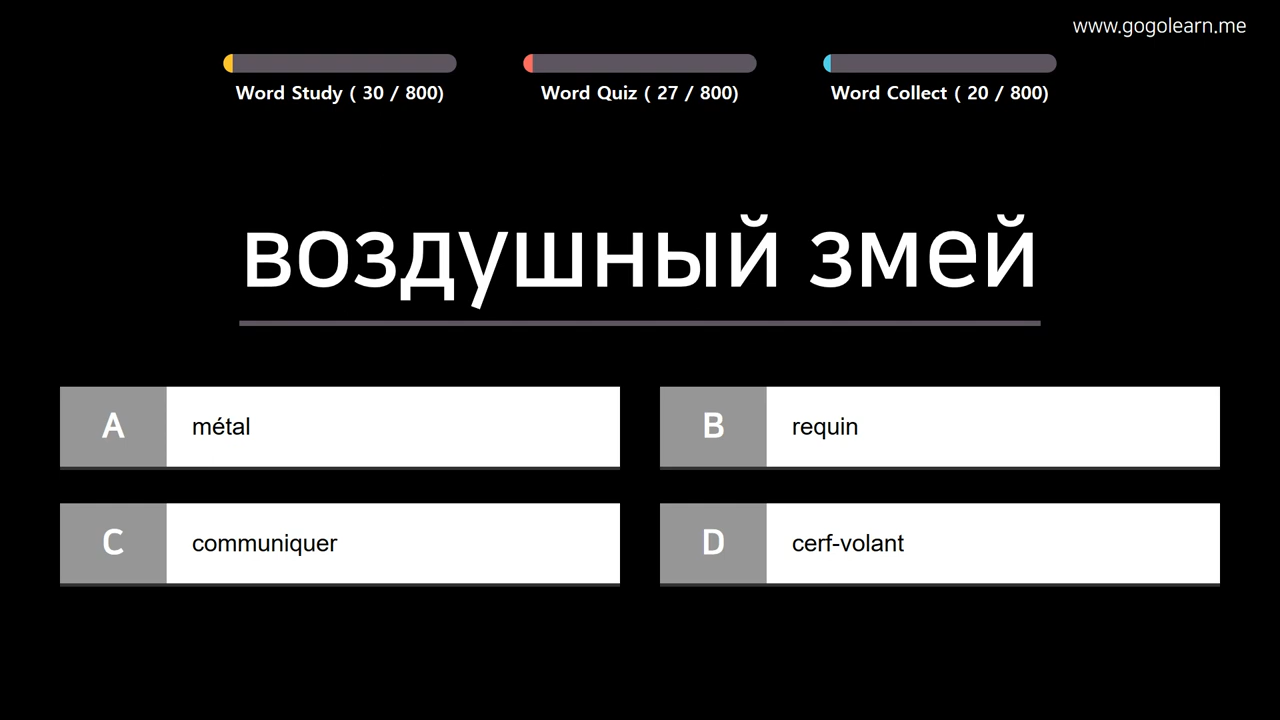 www.gogolearn.me
Word Study ( 30 / 800)
Word Quiz ( 27 / 800)
Word Collect ( 20 / 800)
воздушный змей
A métal
B requin
C communiquer
D cerf-volant